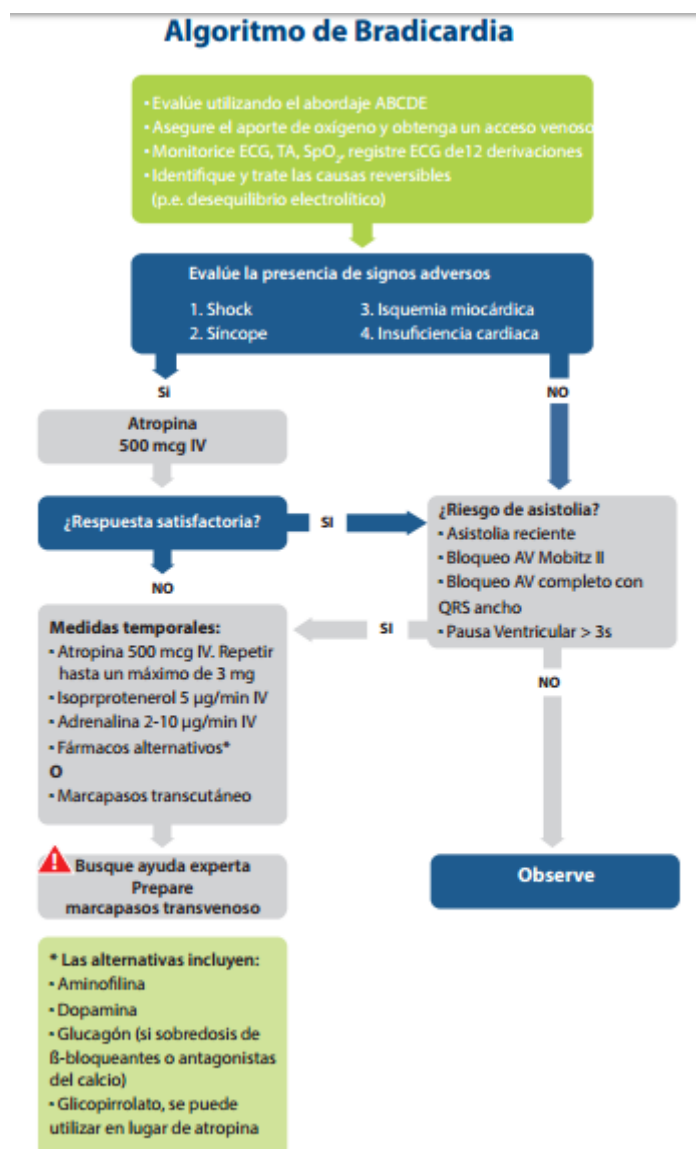 Algoritmo de Bradicardia
• Evalúe utilizando el abordaje ABCDE
• Asegure el aporte de oxígeno y obtenga un acceso venoso
• Monitorice ECG, TA, SpO₂, registre ECG de12 derivaciones
• Identifique y trate las causas reversibles
(p.e. desequilibrio electrolítico)
Evalúe la presencia de signos adversos
1. Shock
2. Síncope
3. Isquemia miocárdica
4. Insuficiencia cardiaca
Si
NO
Atropina
500 mcg IV
¿Respuesta satisfactoria?
SI
¿Riesgo de asistolia?
• Asistolia reciente
• Bloqueo AV Mobitz II
• Bloqueo AV completo con
QRS ancho
• Pausa Ventricular > 3s
NO
SI
NO
Medidas temporales:
• Atropina 500 mcg IV. Repetir
hasta un máximo de 3 mg
• Isoprprotenerol 5 µg/min IV
• Adrenalina 2-10 µg/min IV
• Fármacos alternativos*
O
• Marcapasos transcutáneo
! Busque ayuda experta
Prepare
marcapasos transvenoso
Observe
* Las alternativas incluyen:
• Aminofilina
• Dopamina
• Glucagón (si sobredosis de
ß-bloqueantes o antagonistas
del calcio)
• Glicopirrolato, se puede
utilizar en lugar de atropina